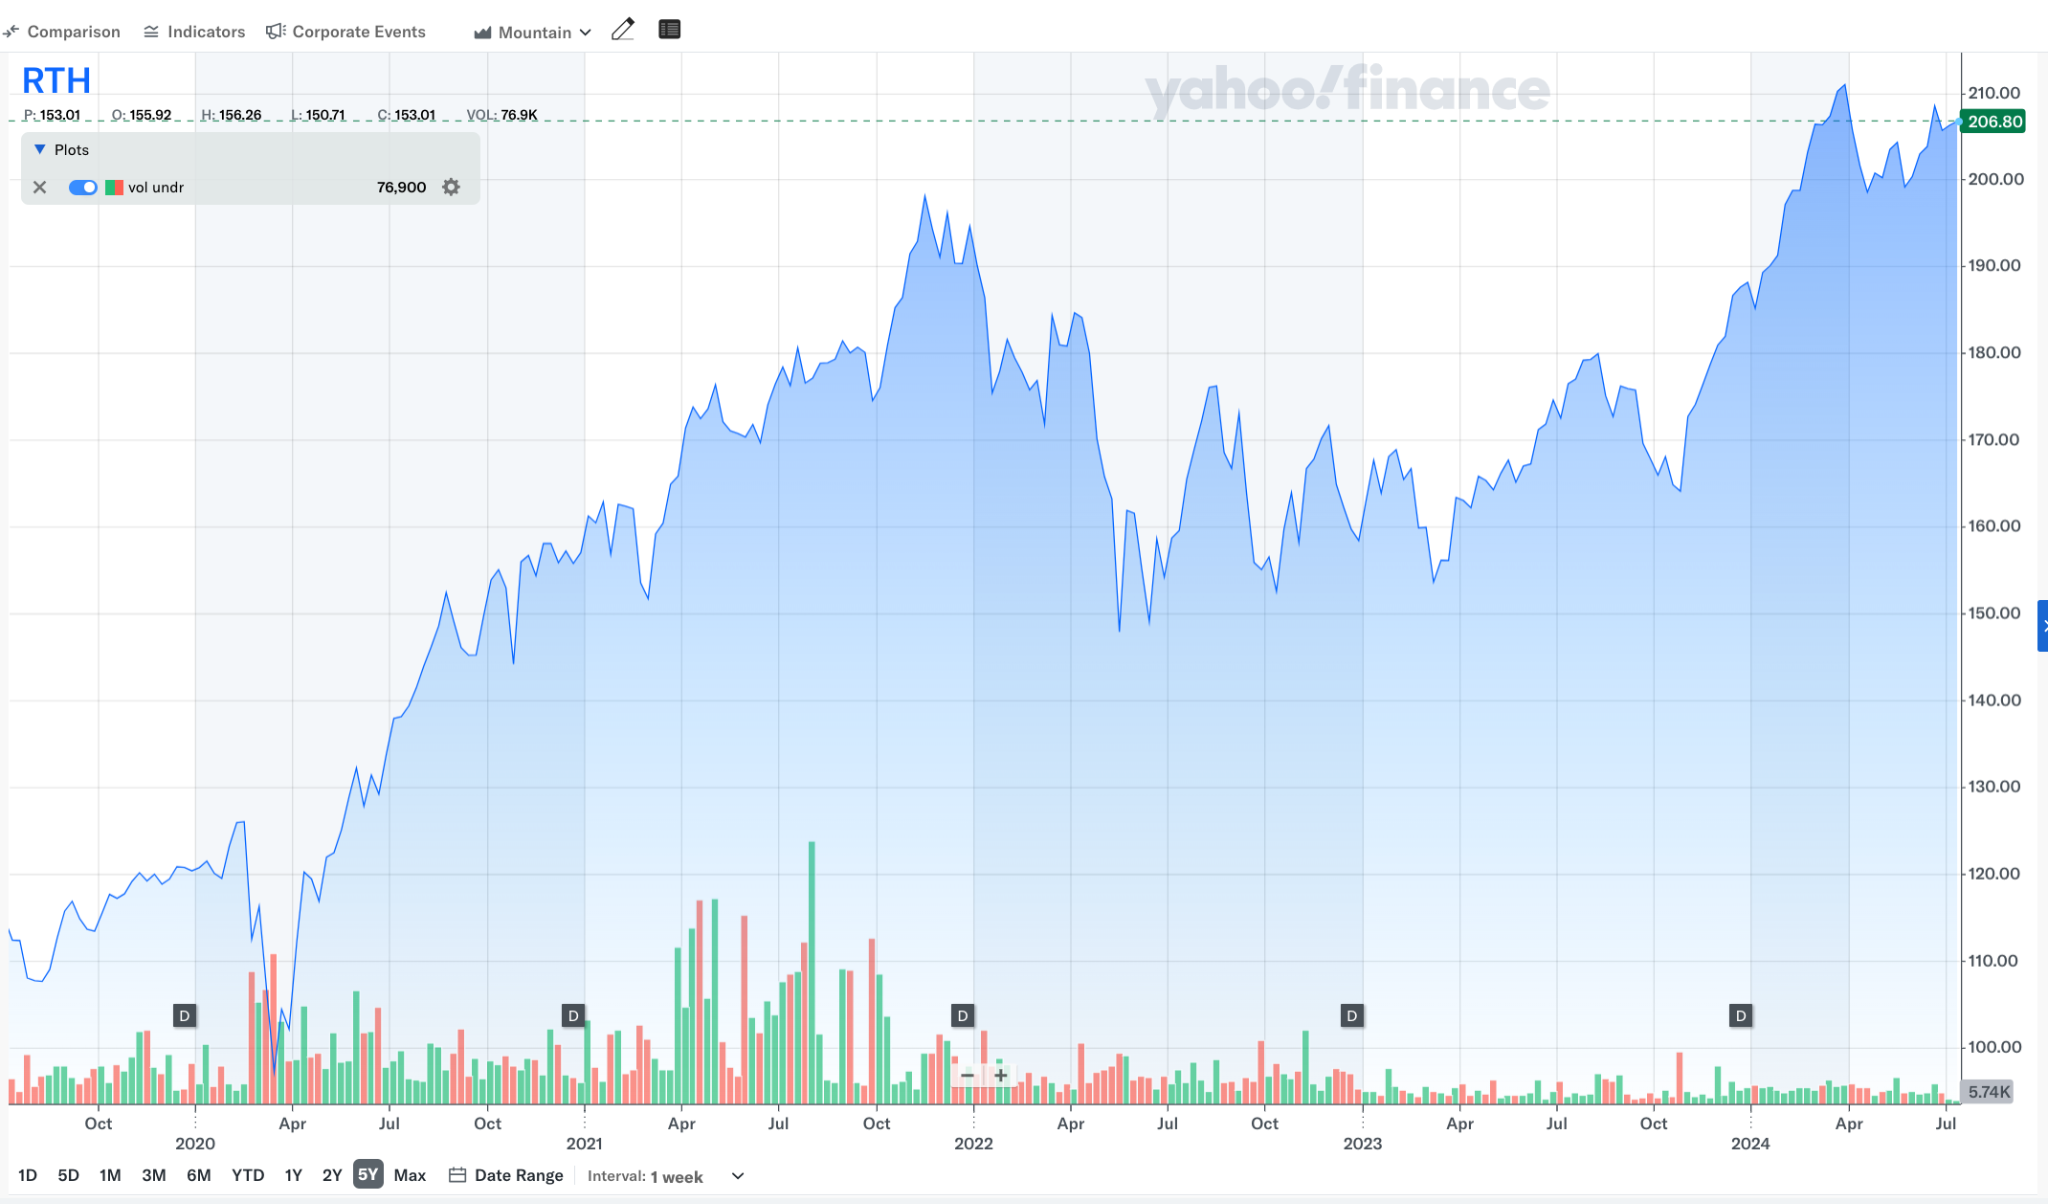 Comparison Indicators Corporate Events Mountain
RTH
yahoo!finance
P: 153.01 O: 155.92 H: 156.26 L: 150.71 C: 153.01 VOL: 76.9K
Plots
vol undr 76,900
210.00
206.80
200.00
190.00
180.00
170.00
160.00
150.00
140.00
130.00
120.00
110.00
100.00
5.74K
D D D D D
− +
Oct Apr Jul Oct Apr Jul Oct Apr Jul Oct Apr Jul Oct Apr Jul
2020 2021 2022 2023 2024
1D 5D 1M 3M 6M YTD 1Y 2Y 5Y Max Date Range Interval: 1 week